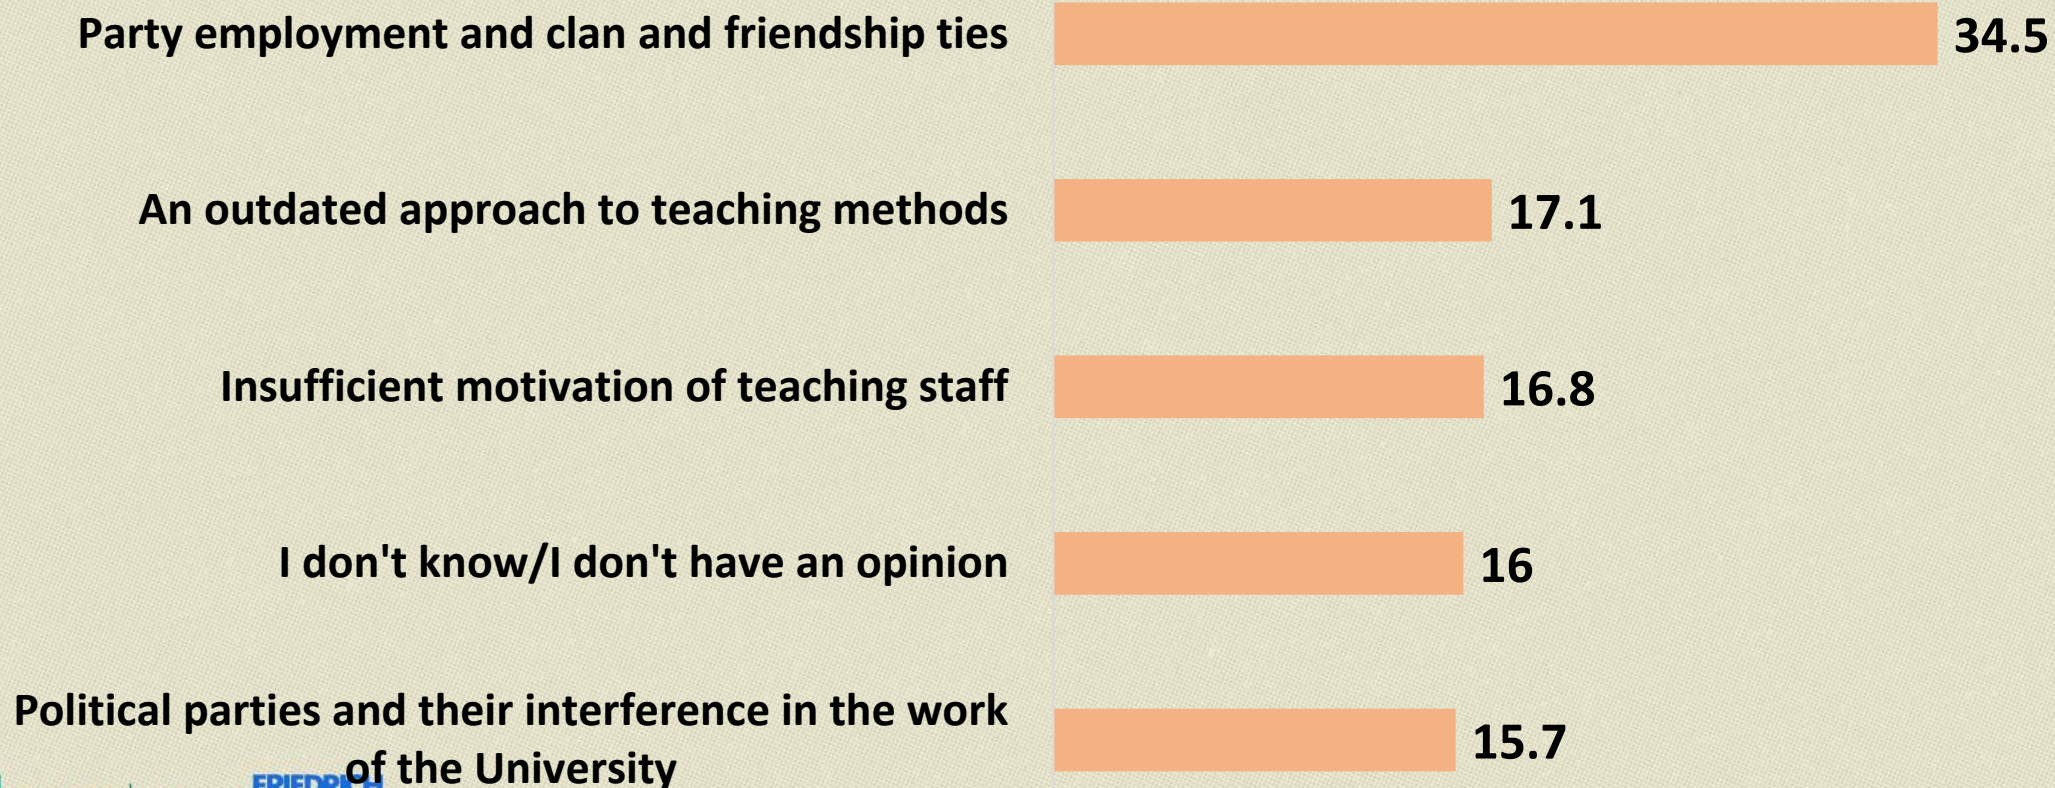 Party employment and clan and friendship ties
34.5
An outdated approach to teaching methods
17.1
Insufficient motivation of teaching staff
16.8
I don't know/I don't have an opinion
16
Political parties and their interference in the work
of the University
15.7
FRIEDRICH